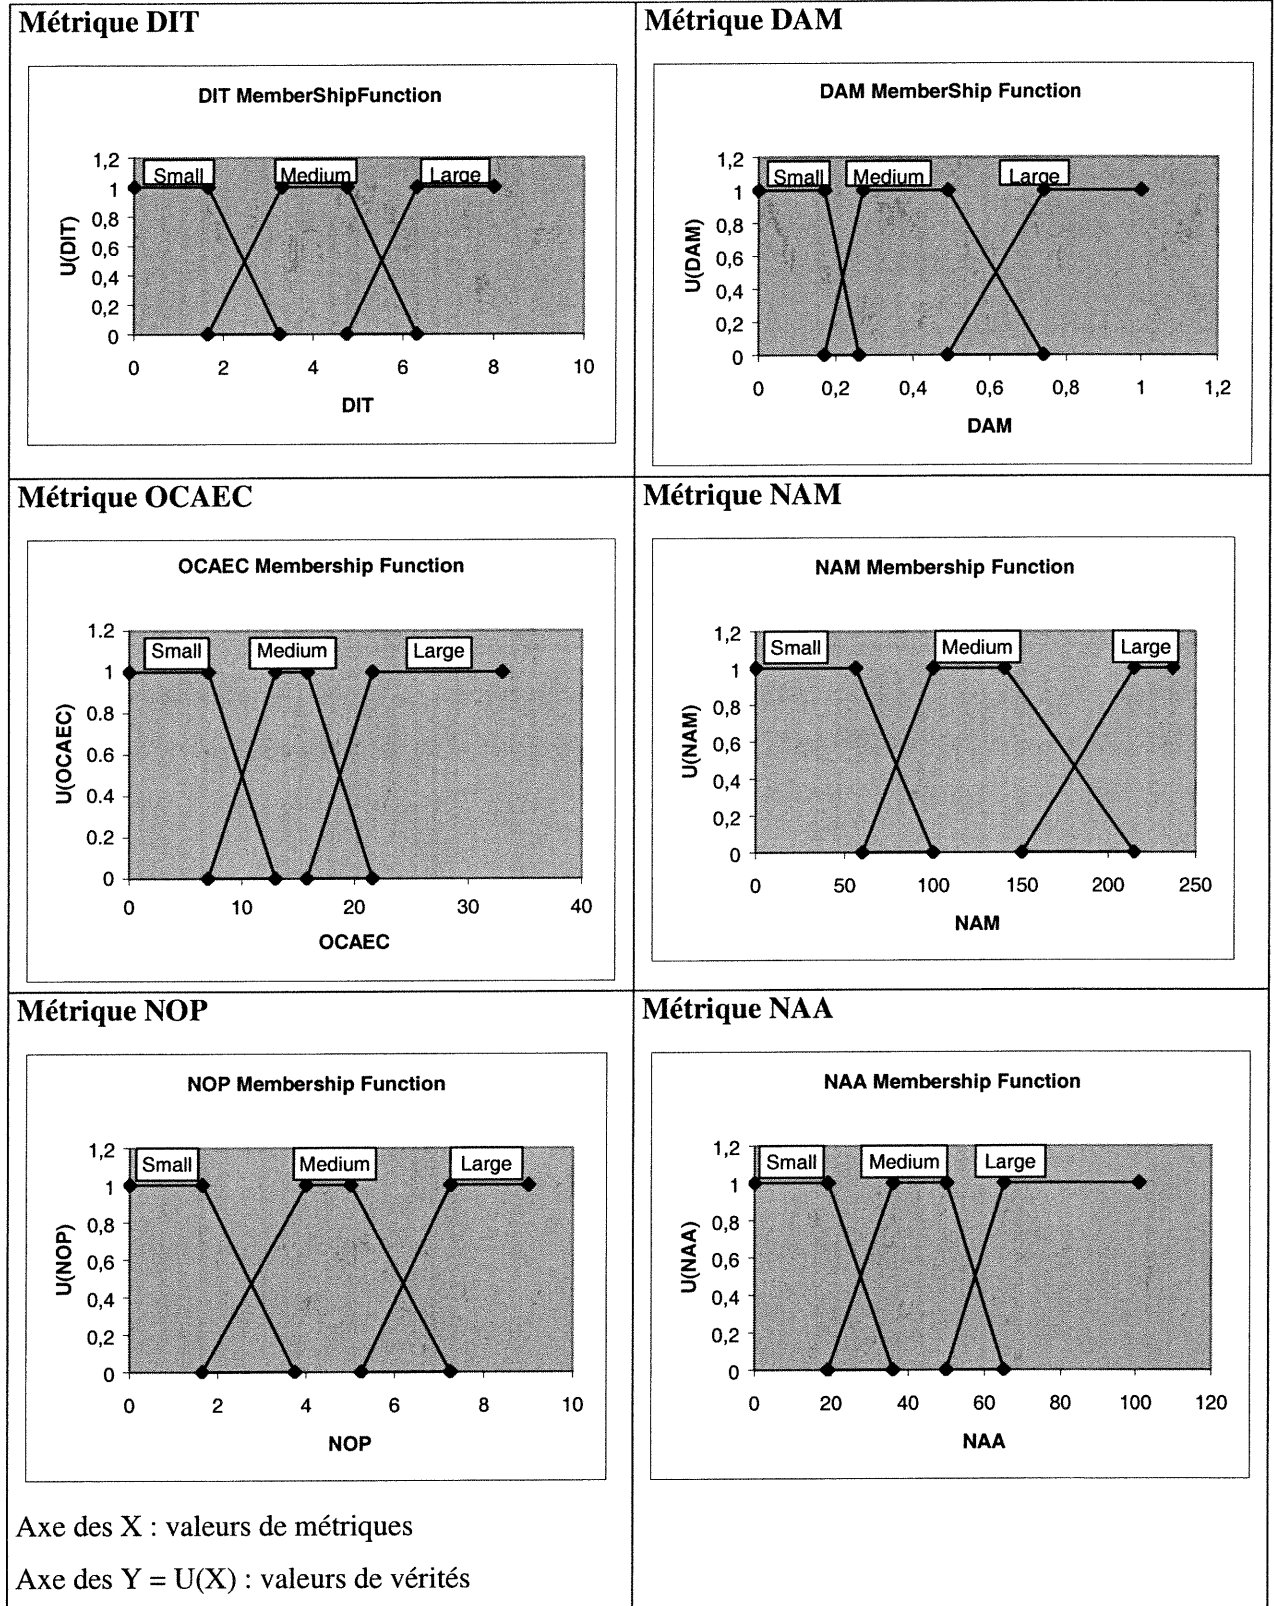 Métrique DIT
DIT MemberShipFunction
Small
Medium
Large
1,2
1
0,8
0,6
0,4
0,2
0
U(DIT)
0 2 4 6 8 10
DIT
Métrique DAM
DAM MemberShip Function
Small
Medium
Large
1,2
1
0,8
0,6
0,4
0,2
0
U(DAM)
0 0,2 0,4 0,6 0,8 1 1,2
DAM
Métrique OCAEC
OCAEC Membership Function
Small
Medium
Large
1.2
1
0.8
0.6
0.4
0.2
0
U(OCAEC)
0 10 20 30 40
OCAEC
Métrique NAM
NAM Membership Function
Small
Medium
Large
1,2
1
0,8
0,6
0,4
0,2
0
U(NAM)
0 50 100 150 200 250
NAM
Métrique NOP
NOP Membership Function
Small
Medium
Large
1,2
1
0,8
0,6
0,4
0,2
0
U(NOP)
0 2 4 6 8 10
NOP
Métrique NAA
NAA Membership Function
Small
Medium
Large
1,2
1
0,8
0,6
0,4
0,2
0
U(NAA)
0 20 40 60 80 100 120
NAA
Axe des X : valeurs de métriques
Axe des Y = U(X) : valeurs de vérités